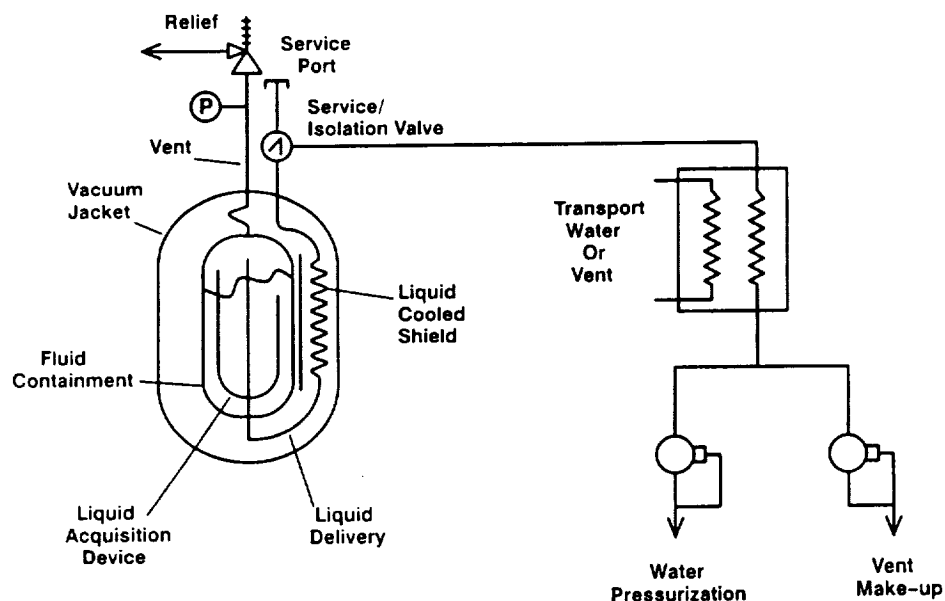 Relief
Service
Port
P
Service/
Isolation Valve
Vent
Vacuum
Jacket
Transport
Water
Or
Vent
Liquid
Cooled
Shield
Fluid
Containment
Liquid
Acquisition
Device
Liquid
Delivery
Water
Pressurization
Vent
Make-up